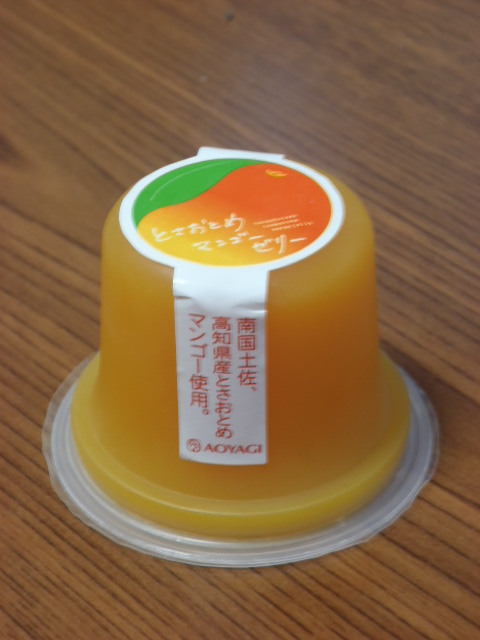 とさおとめ
マンゴーゼリー
南国土佐、
高知県産とさおとめ
マンゴー使用。
AOYAGI